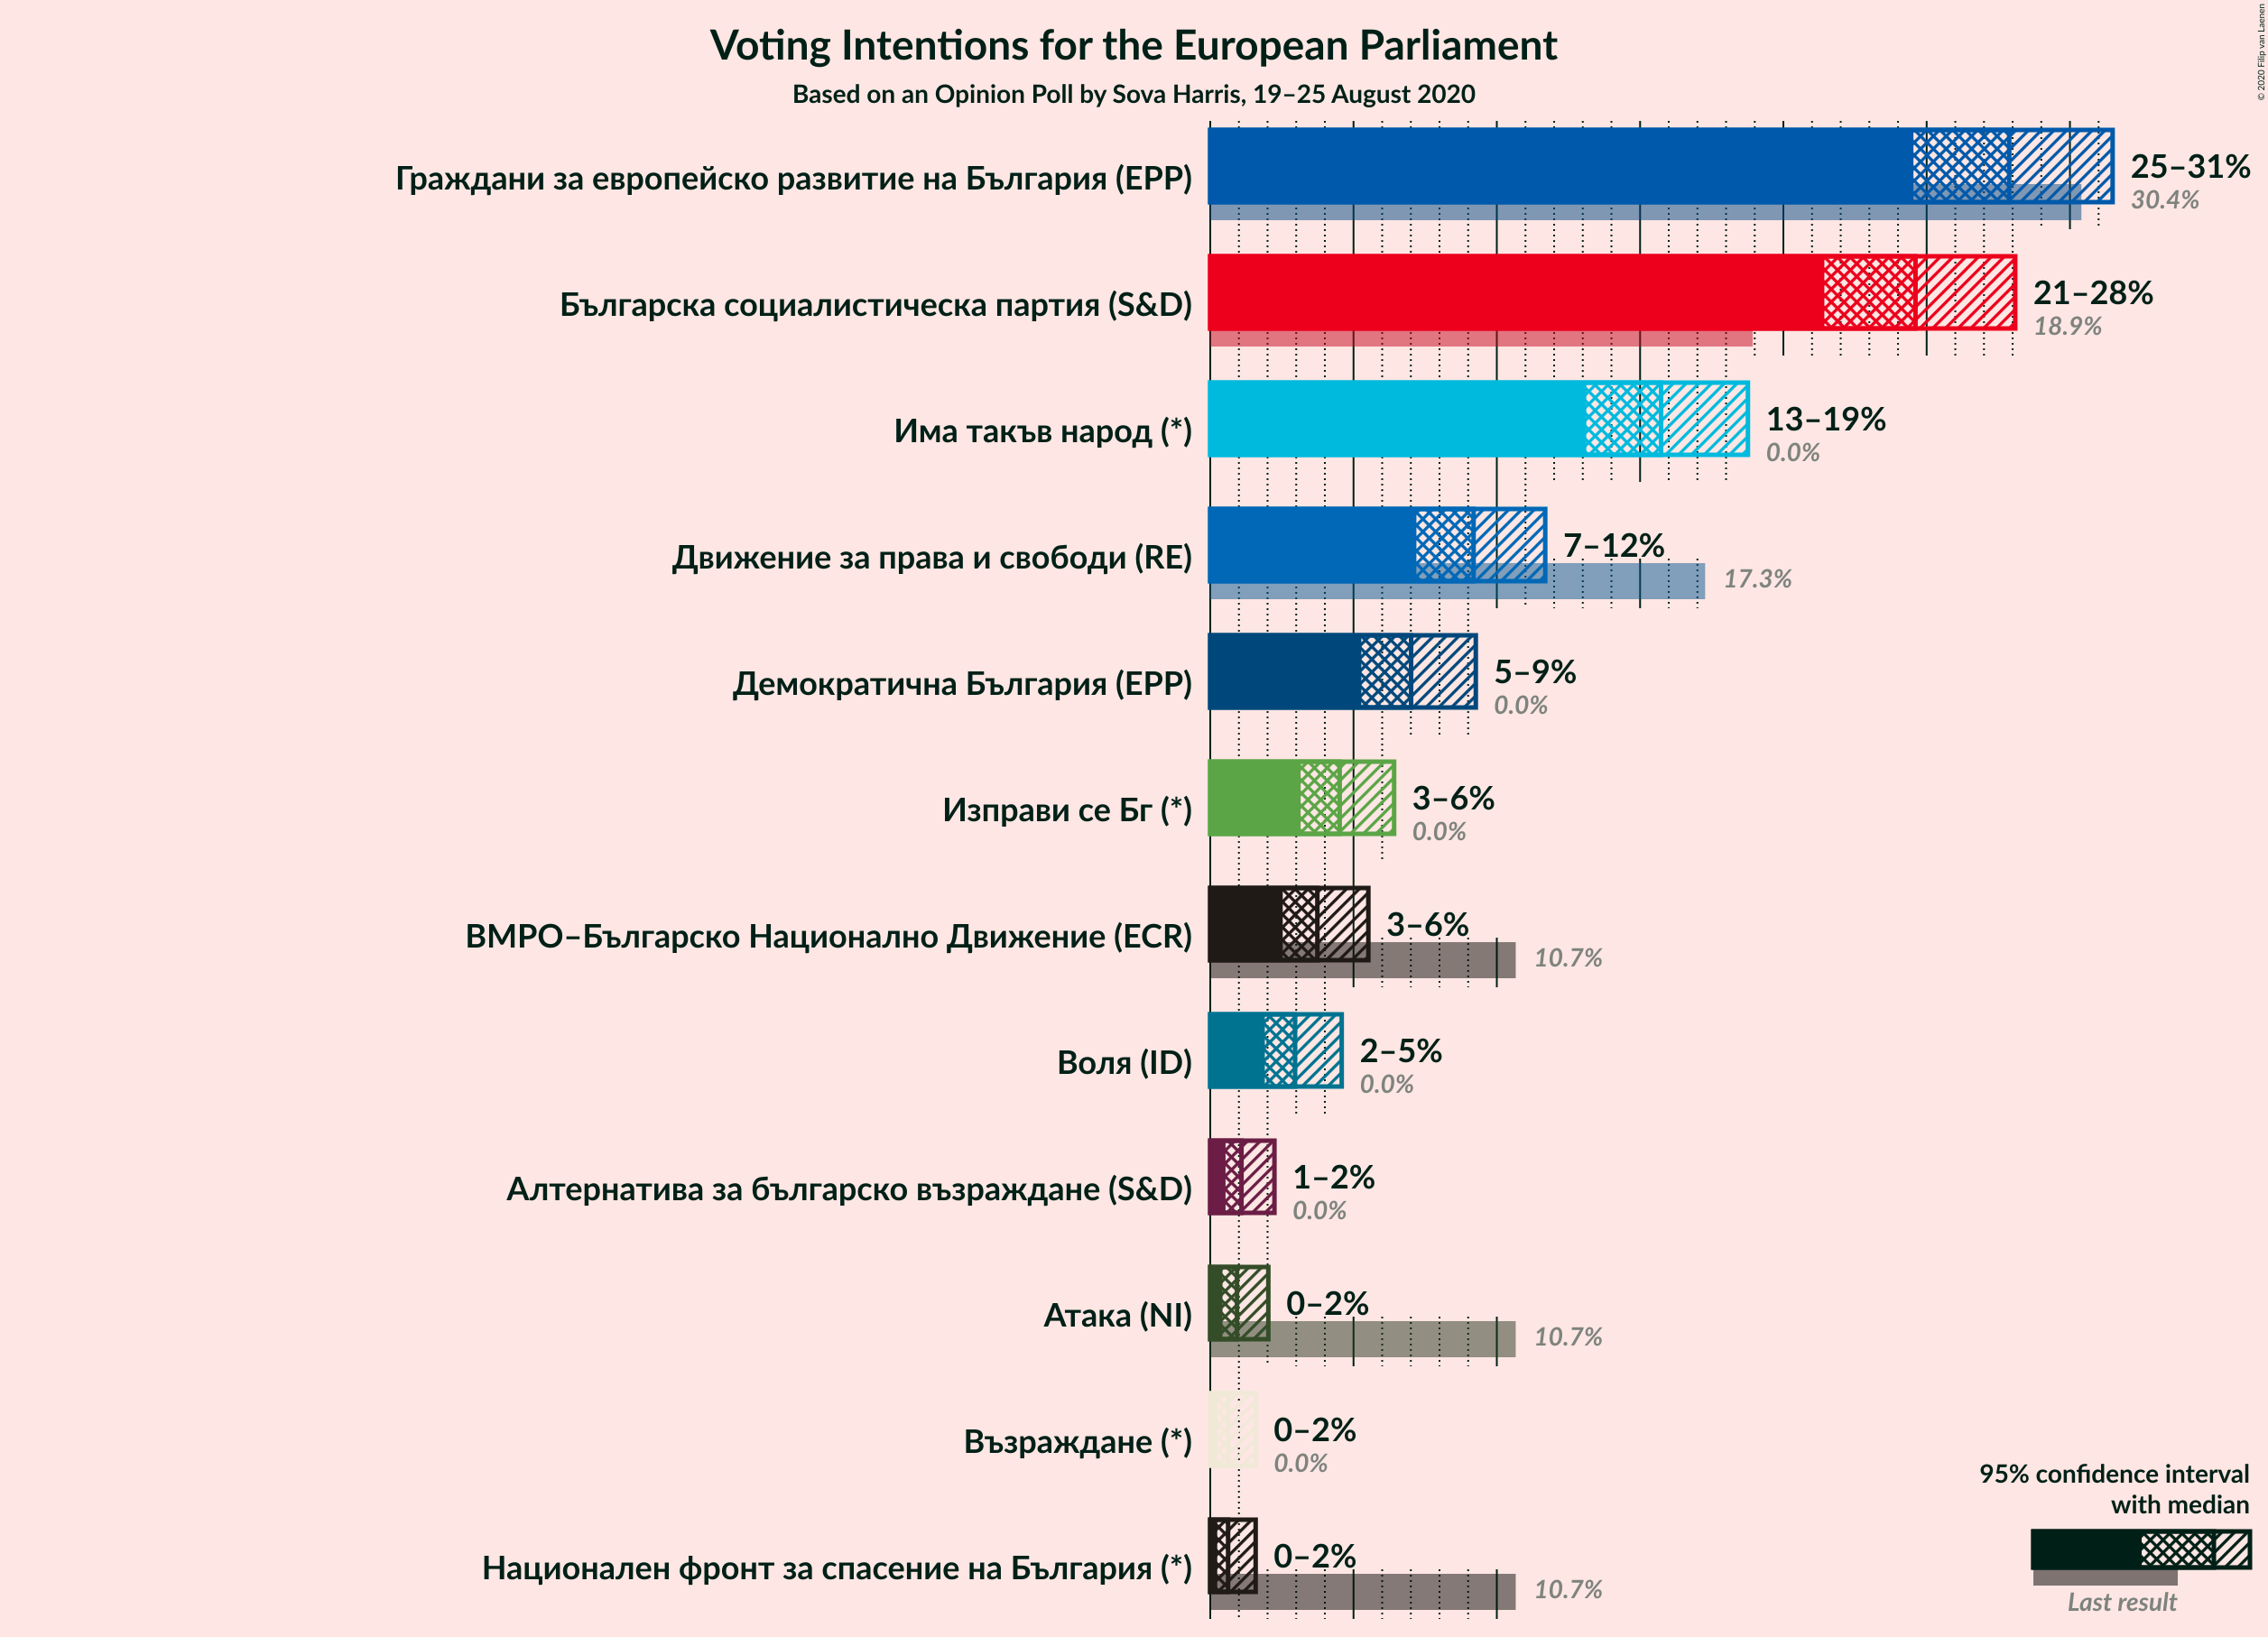 Voting Intentions for the European Parliament
Based on an Opinion Poll by Sova Harris, 19–25 August 2020
© 2020 Filip van Laenen
Граждани за европейско развитие на България (EPP)
25–31%
30.4%
Българска социалистическа партия (S&D)
21–28%
18.9%
Има такъв народ (*)
13–19%
0.0%
Движение за права и свободи (RE)
7–12%
17.3%
Демократична България (EPP)
5–9%
0.0%
Изправи се Бг (*)
3–6%
0.0%
ВМРО–Българско Национално Движение (ECR)
3–6%
10.7%
Воля (ID)
2–5%
0.0%
Алтернатива за българско възраждане (S&D)
1–2%
0.0%
Атака (NI)
0–2%
10.7%
Възраждане (*)
0–2%
0.0%
Национален фронт за спасение на България (*)
0–2%
10.7%
95% confidence interval
with median
Last result